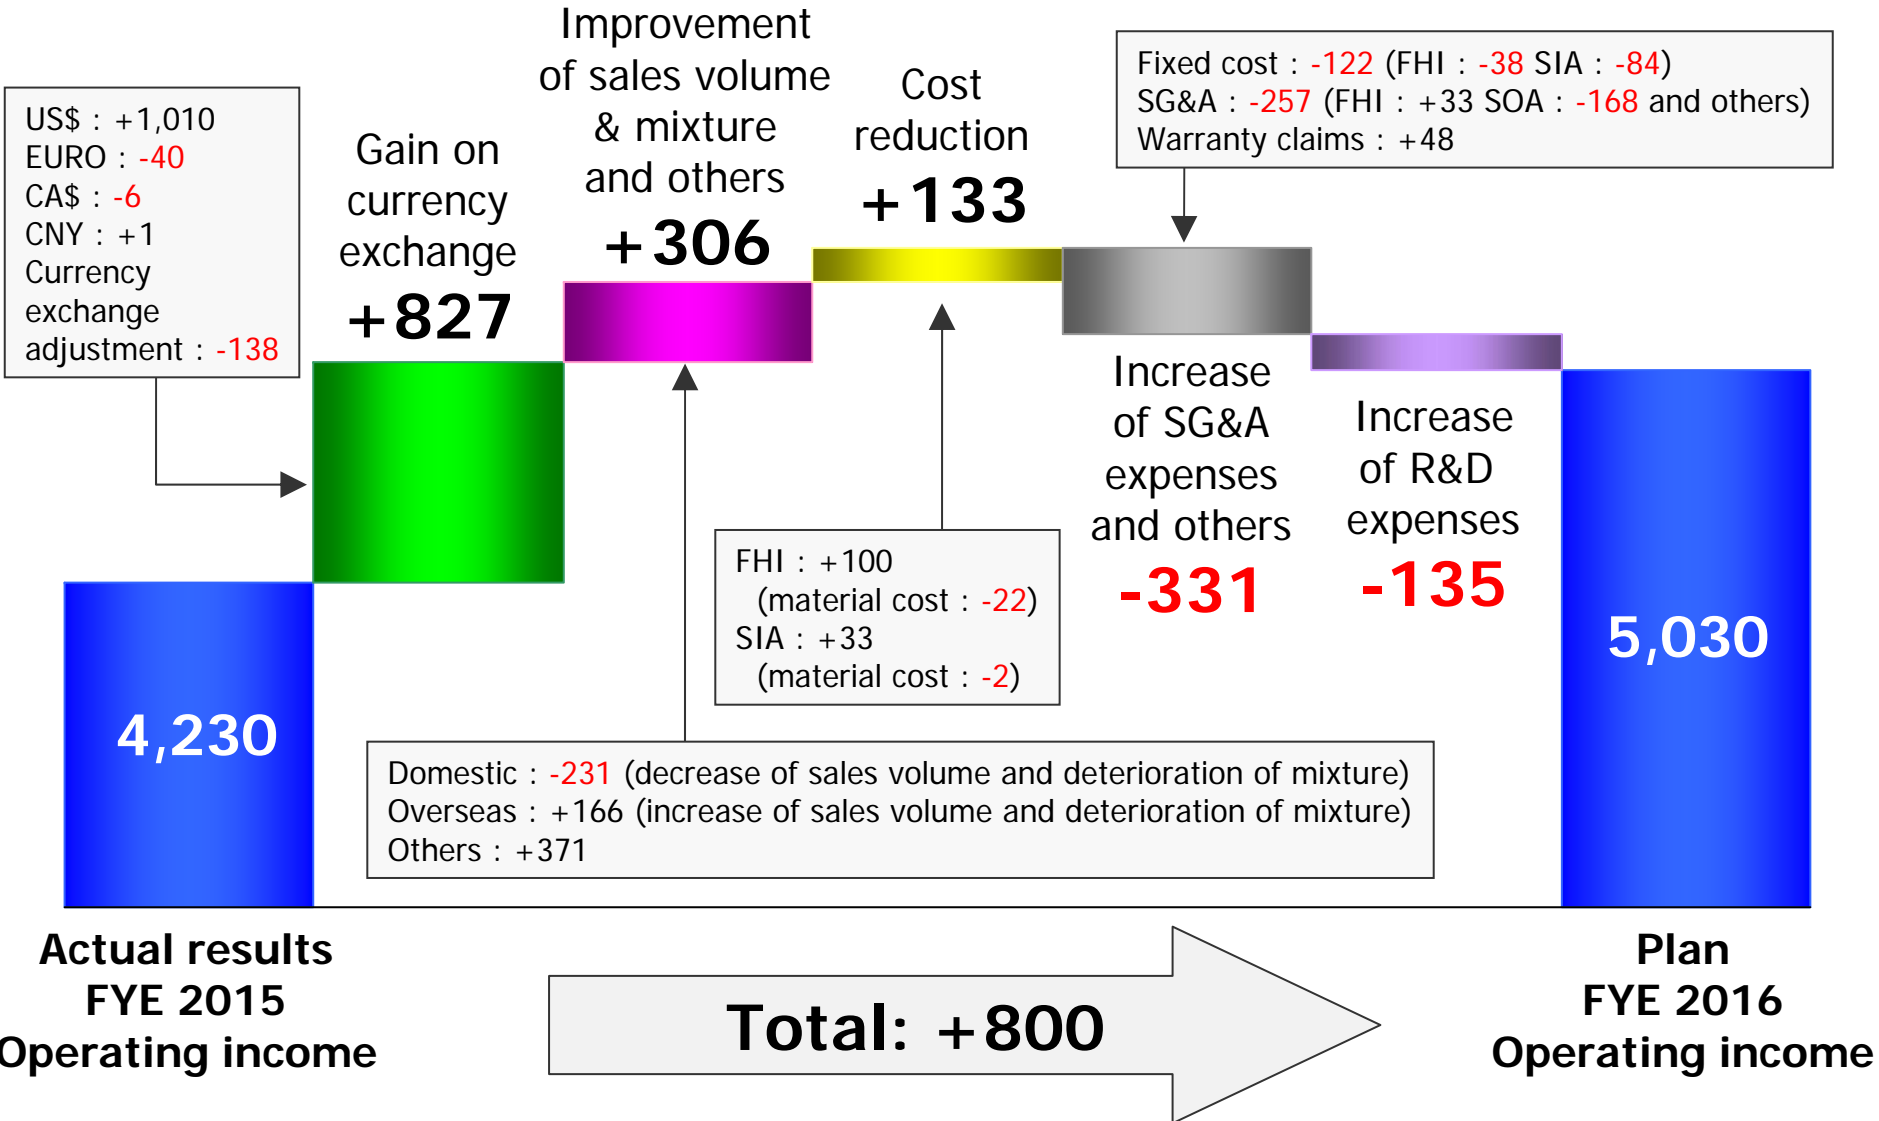 US$ : +1,010
EURO : -40
CA$ : -6
CNY : +1
Currency
exchange
adjustment : -138
Gain on
currency
exchange
+827
Improvement
of sales volume
& mixture
and others
+306
Cost
reduction
+133
Fixed cost : -122 (FHI : -38 SIA : -84)
SG&A : -257 (FHI : +33 SOA : -168 and others)
Warranty claims : +48
Increase
of SG&A
expenses
and others
-331
Increase
of R&D
expenses
-135
FHI : +100
(material cost : -22)
SIA : +33
(material cost : -2)
4,230
5,030
Domestic : -231 (decrease of sales volume and deterioration of mixture)
Overseas : +166 (increase of sales volume and deterioration of mixture)
Others : +371
Actual results
FYE 2015
Operating income
Total: +800
Plan
FYE 2016
Operating income